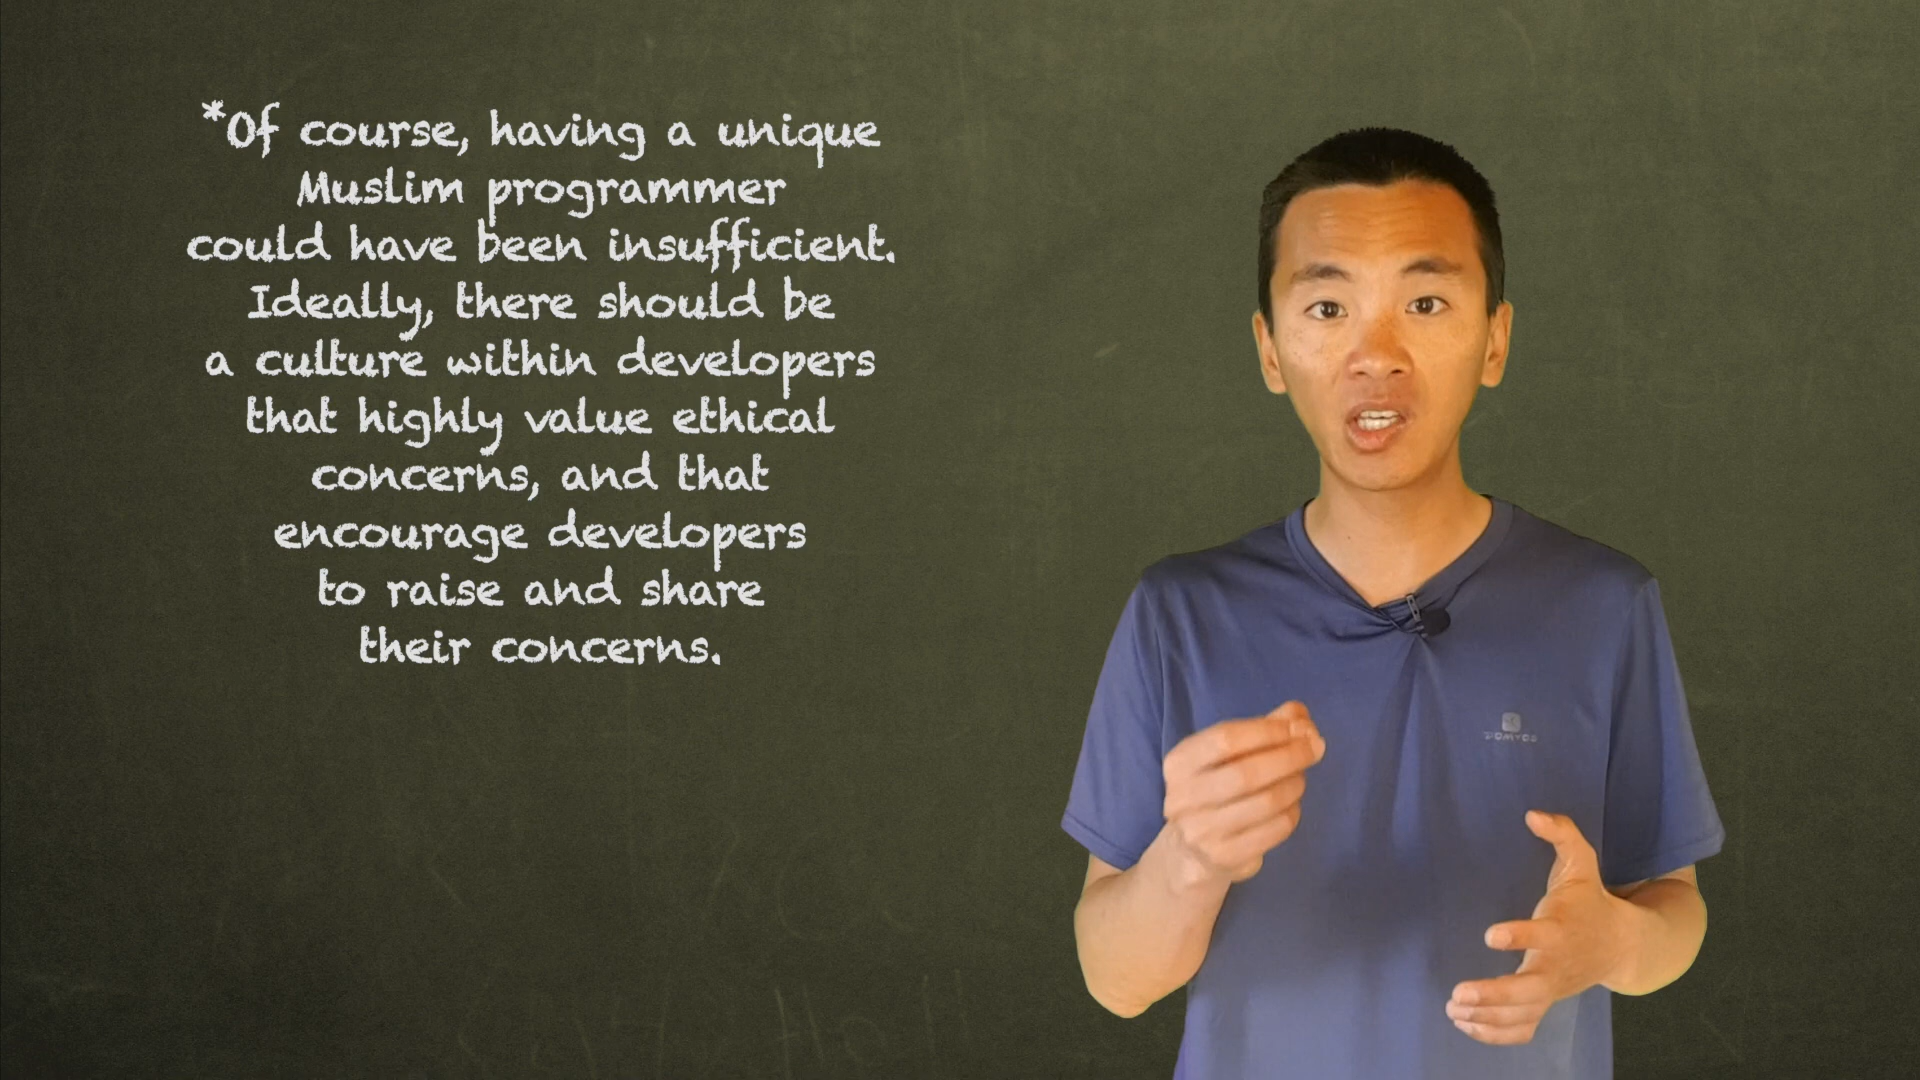 *Of course, having a unique
Muslim programmer
could have been insufficient.
Ideally, there should be
a culture within developers
that highly value ethical
concerns, and that
encourage developers
to raise and share
their concerns.
DOMYOS